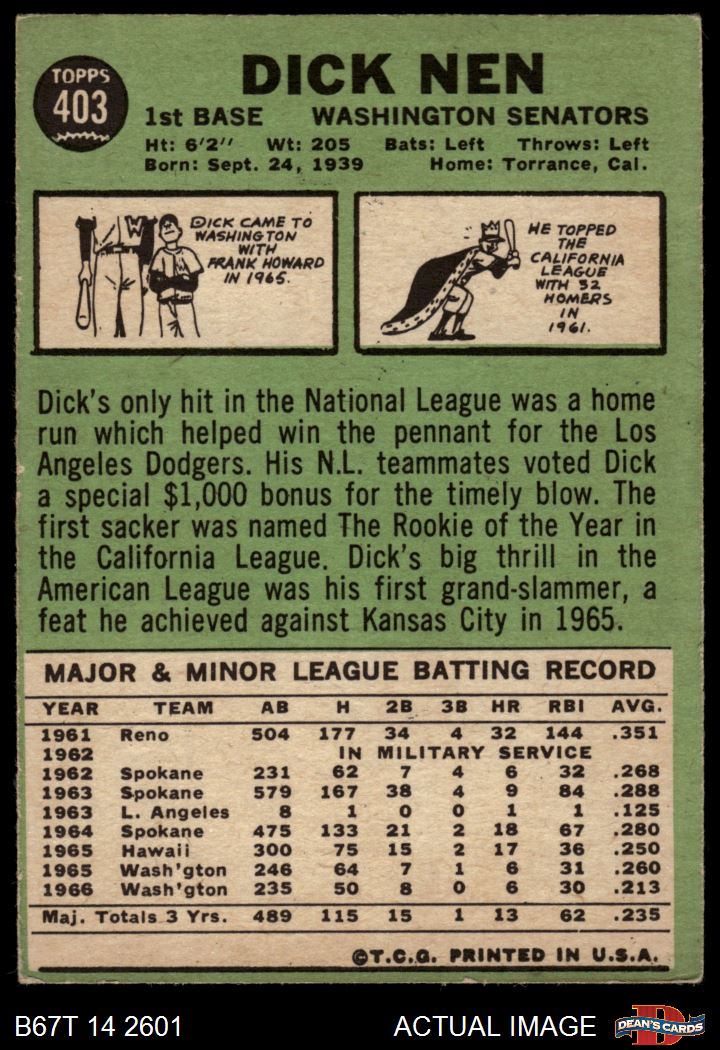 TOPPS
403
DICK NEN
1st BASE WASHINGTON SENATORS
Ht: 6'2" Wt: 205 Bats: Left Throws: Left
Born: Sept. 24, 1939 Home: Torrance, Cal.
DICK CAME TO
WASHINGTON
WITH
FRANK HOWARD
IN 1965.
W
W
HE TOPPED
THE
CALIFORNIA
LEAGUE
WITH 32
HOMERS
IN
1961.
Dick's only hit in the National League was a home
run which helped win the pennant for the Los
Angeles Dodgers. His N.L. teammates voted Dick
a special $1,000 bonus for the timely blow. The
first sacker was named The Rookie of the Year in
the California League. Dick's big thrill in the
American League was his first grand-slammer, a
feat he achieved against Kansas City in 1965.
MAJOR & MINOR LEAGUE BATTING RECORD
YEAR TEAM AB H 2B 3B HR RBI AVG.
1961 Reno 504 177 34 4 32 144 .351
1962 IN MILITARY SERVICE
1962 Spokane 231 62 7 4 6 32 .268
1963 Spokane 579 167 38 4 9 84 .288
1963 L. Angeles 8 1 0 0 1 1 .125
1964 Spokane 475 133 21 2 18 67 .280
1965 Hawaii 300 75 15 2 17 36 .250
1965 Wash'gton 246 64 7 1 6 31 .260
1966 Wash'gton 235 50 8 0 6 30 .213
Maj. Totals 3 Yrs. 489 115 15 1 13 62 .235
©T.C.G. PRINTED IN U.S.A.
B67T 14 2601 ACTUAL IMAGE
D
DEAN'S CARDS